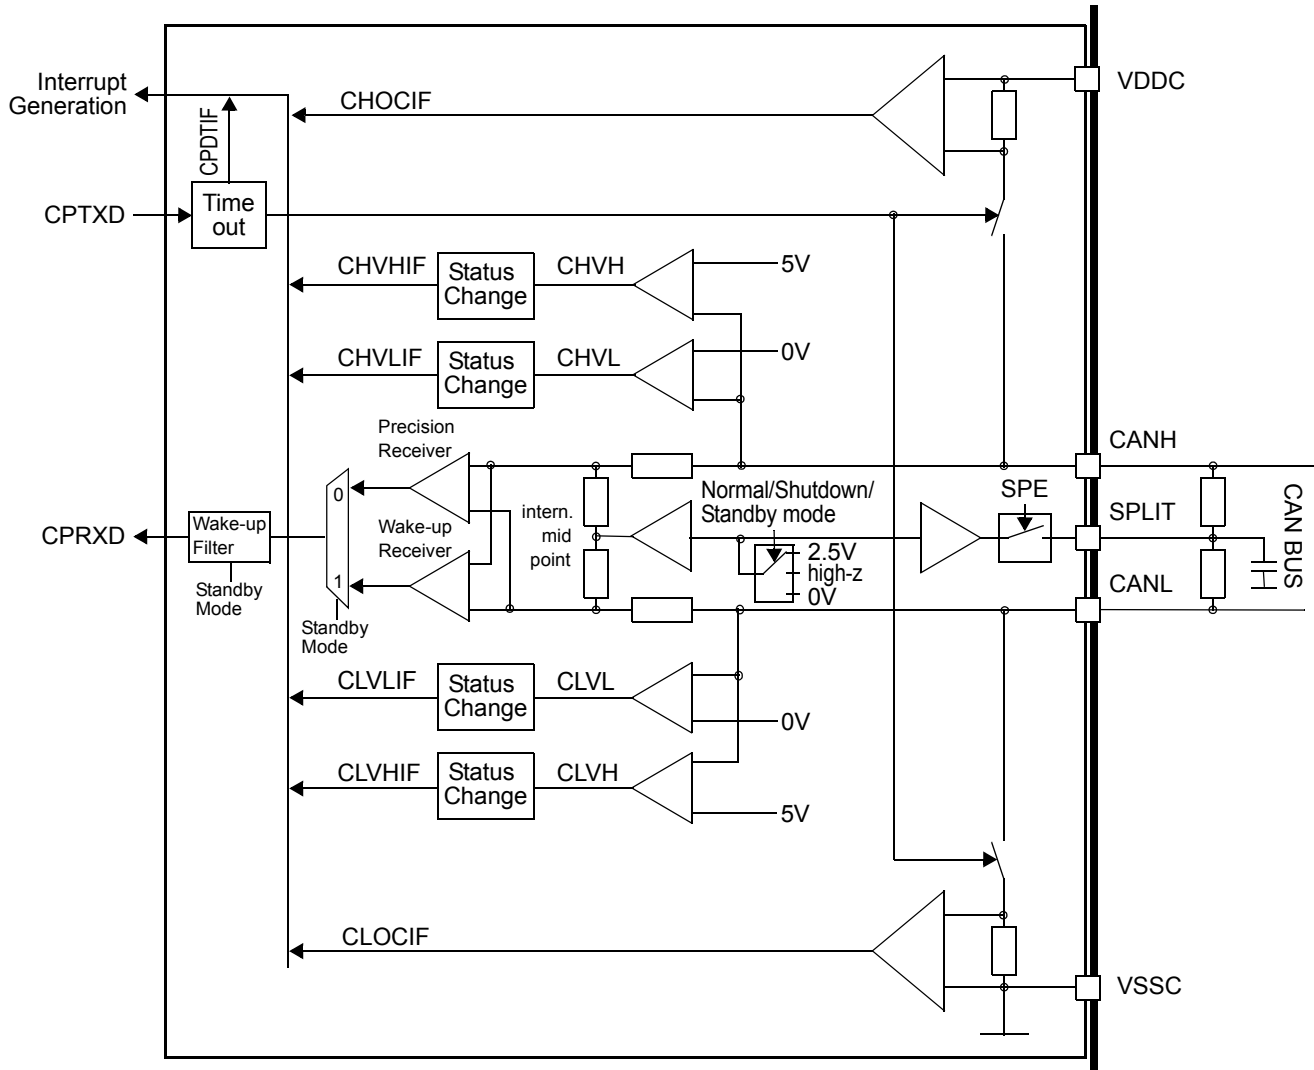 Interrupt
Generation
CPDTIF
CHOCIF
VDDC
CPTXD
Time
out
CHVHIF
Status
Change
CHVH
5V
CHVLIF
Status
Change
CHVL
0V
Precision
Receiver
CANH
0
Normal/Shutdown/
Standby mode
SPE
SPLIT
CAN BUS
CPRXD
Wake-up
Filter
Wake-up
Receiver
intern.
mid
point
2.5V
high-z
0V
1
CANL
Standby
Mode
Standby
Mode
CLVLIF
Status
Change
CLVL
0V
CLVHIF
Status
Change
CLVH
5V
CLOCIF
VSSC